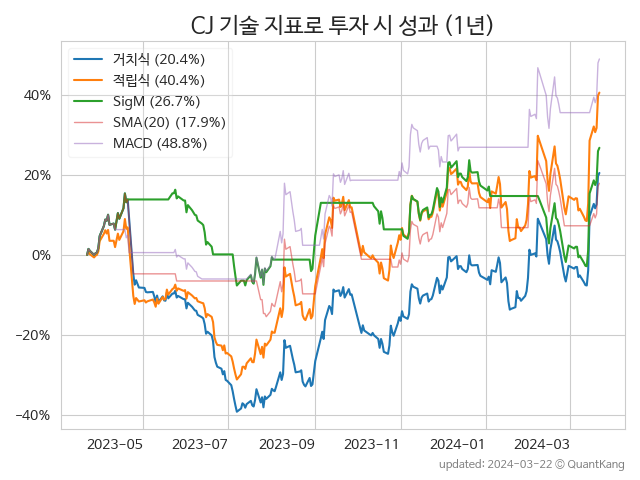 CJ 기술 지표로 투자 시 성과 (1년)
거치식 (20.4%)
적립식 (40.4%)
SigM (26.7%)
SMA(20) (17.9%)
MACD (48.8%)
40%
20%
0%
−20%
−40%
2023-05 2023-07 2023-09 2023-11 2024-01 2024-03
updated: 2024-03-22 © QuantKang